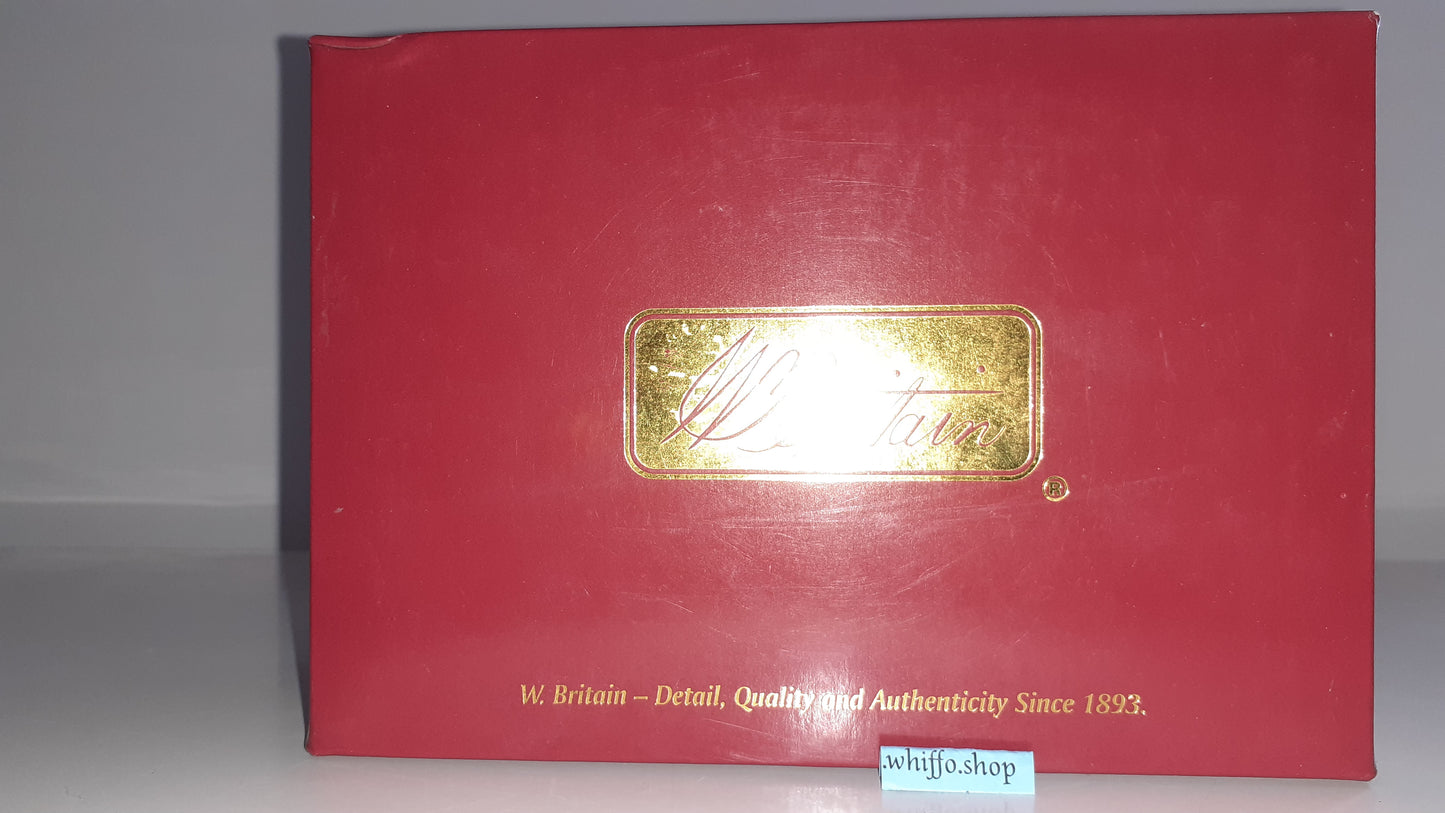 W Britain
®
W. Britain – Detail, Quality and Authenticity Since 1893.
.whiffo.shop